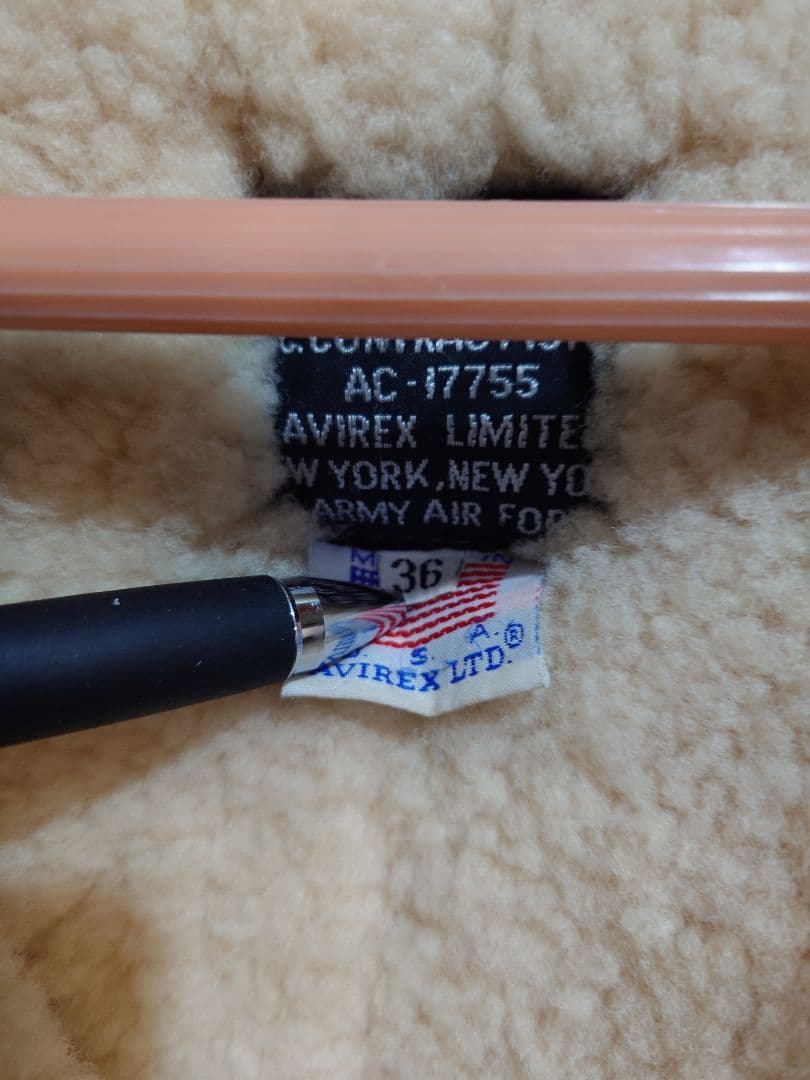 AC-17755
AVIREX LIMITE
W YORK, NEW YO
ARMY AIR FOR
M 36
S. A.®
AVIREX LTD.